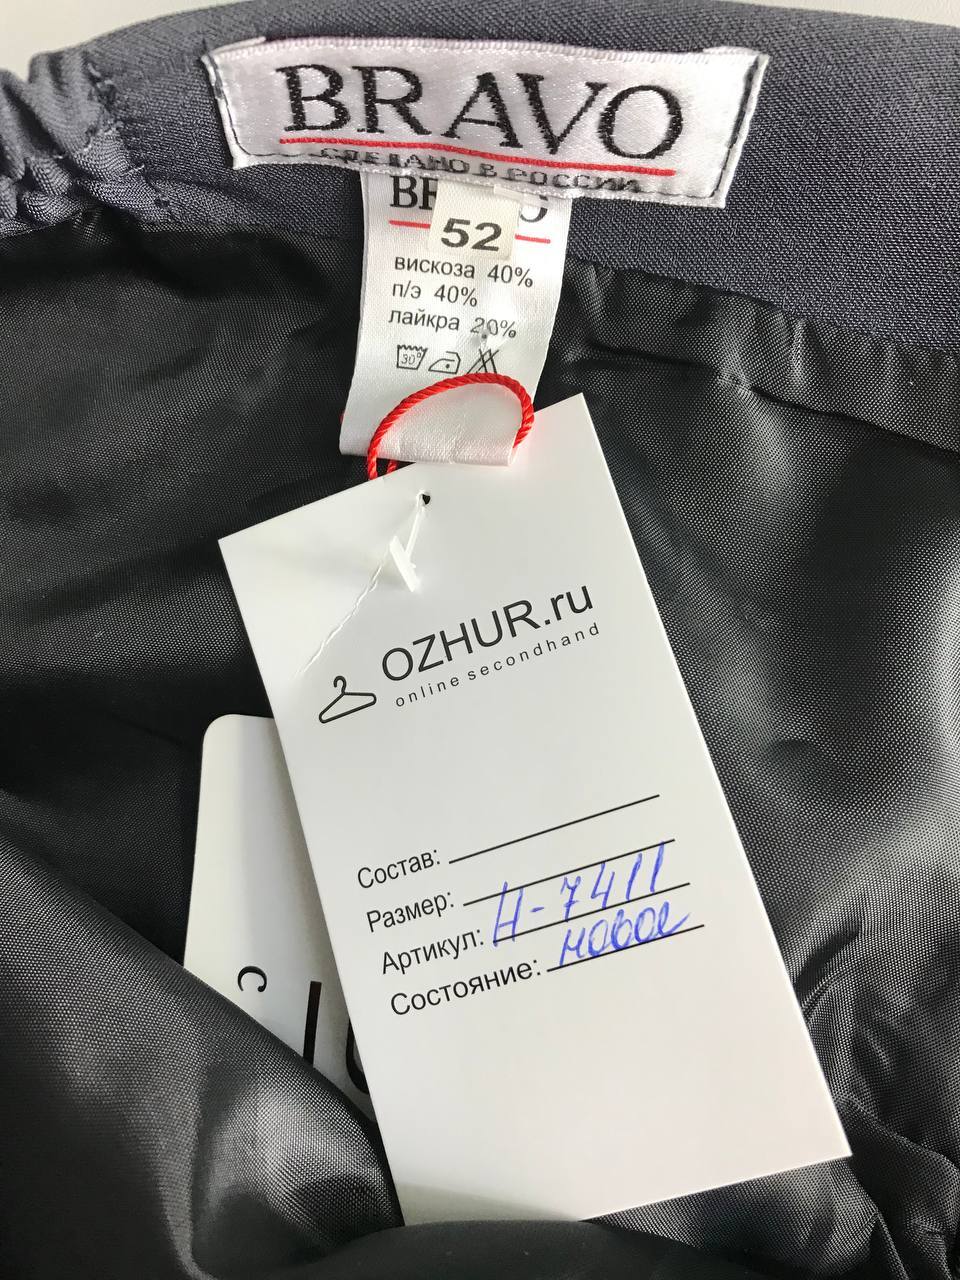 BRAVO
СДЕЛАНО В РОССИИ
52
вискоза 40%
п/э 40%
лайкра 20%
30°
OZHUR.ru
online secondhand
Состав:
Размер:
Артикул: Н-7411
Состояние: новое
С